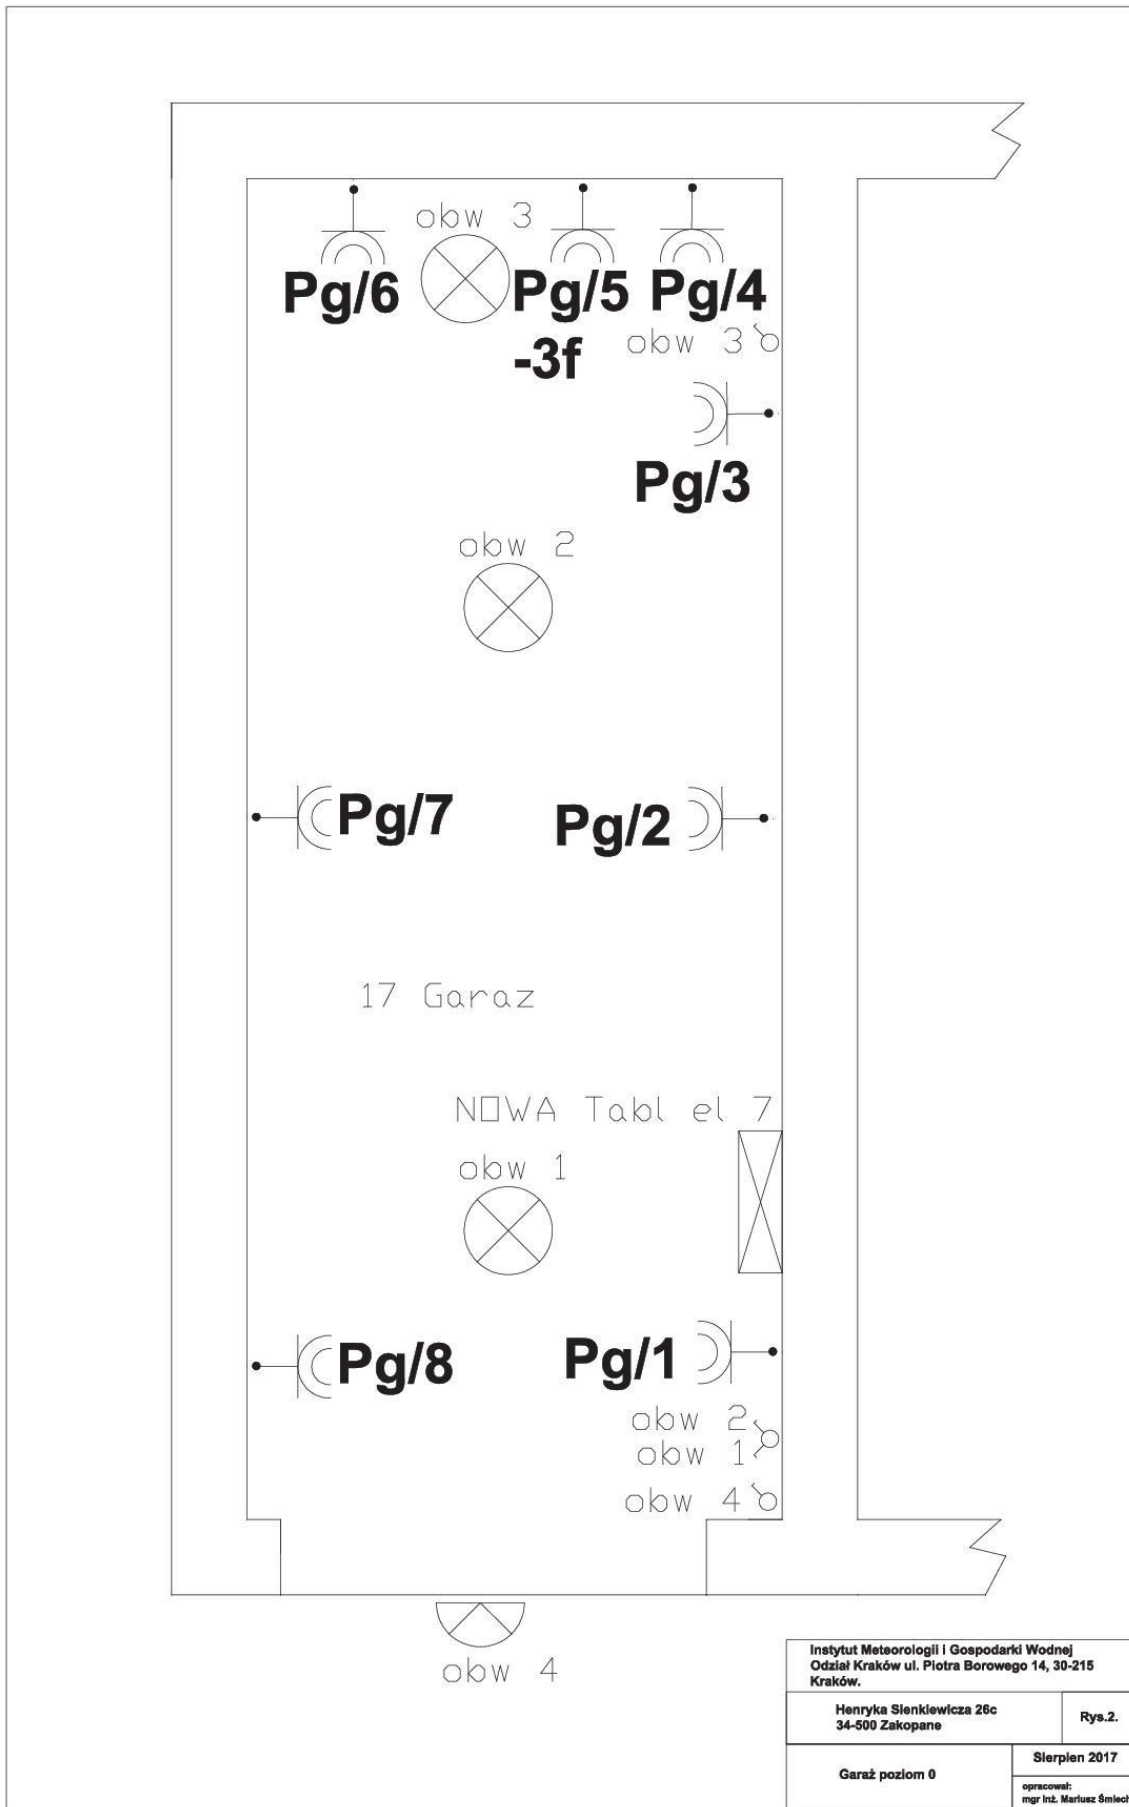 obw 3
Pg/6
Pg/5
-3f
Pg/4
obw 3
Pg/3
obw 2
Pg/7
Pg/2
17 Garaz
NOWA Tabl el 7
obw 1
Pg/8
Pg/1
obw 2
obw 1
obw 4
obw 4
Instytut Meteorologii i Gospodarki Wodnej
Odział Kraków ul. Piotra Borowego 14, 30-215
Kraków.
Henryka Sienkiewicza 26c
34-500 Zakopane
Rys.2.
Garaż poziom 0
Sierpien 2017
opracował:
mgr inż. Mariusz Śmiech